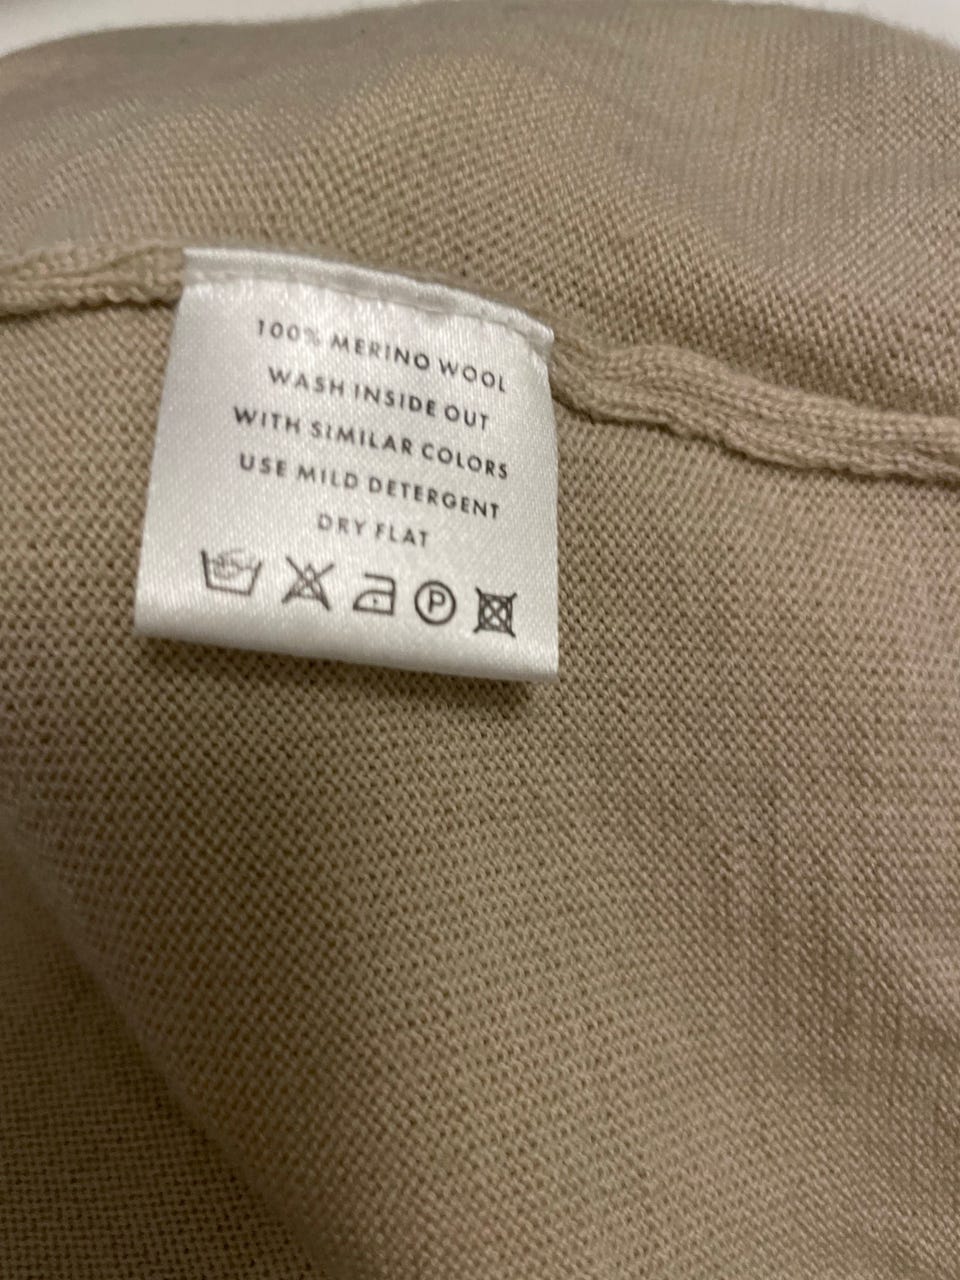 100% MERINO WOOL
WASH INSIDE OUT
WITH SIMILAR COLORS
USE MILD DETERGENT
DRY FLAT
P